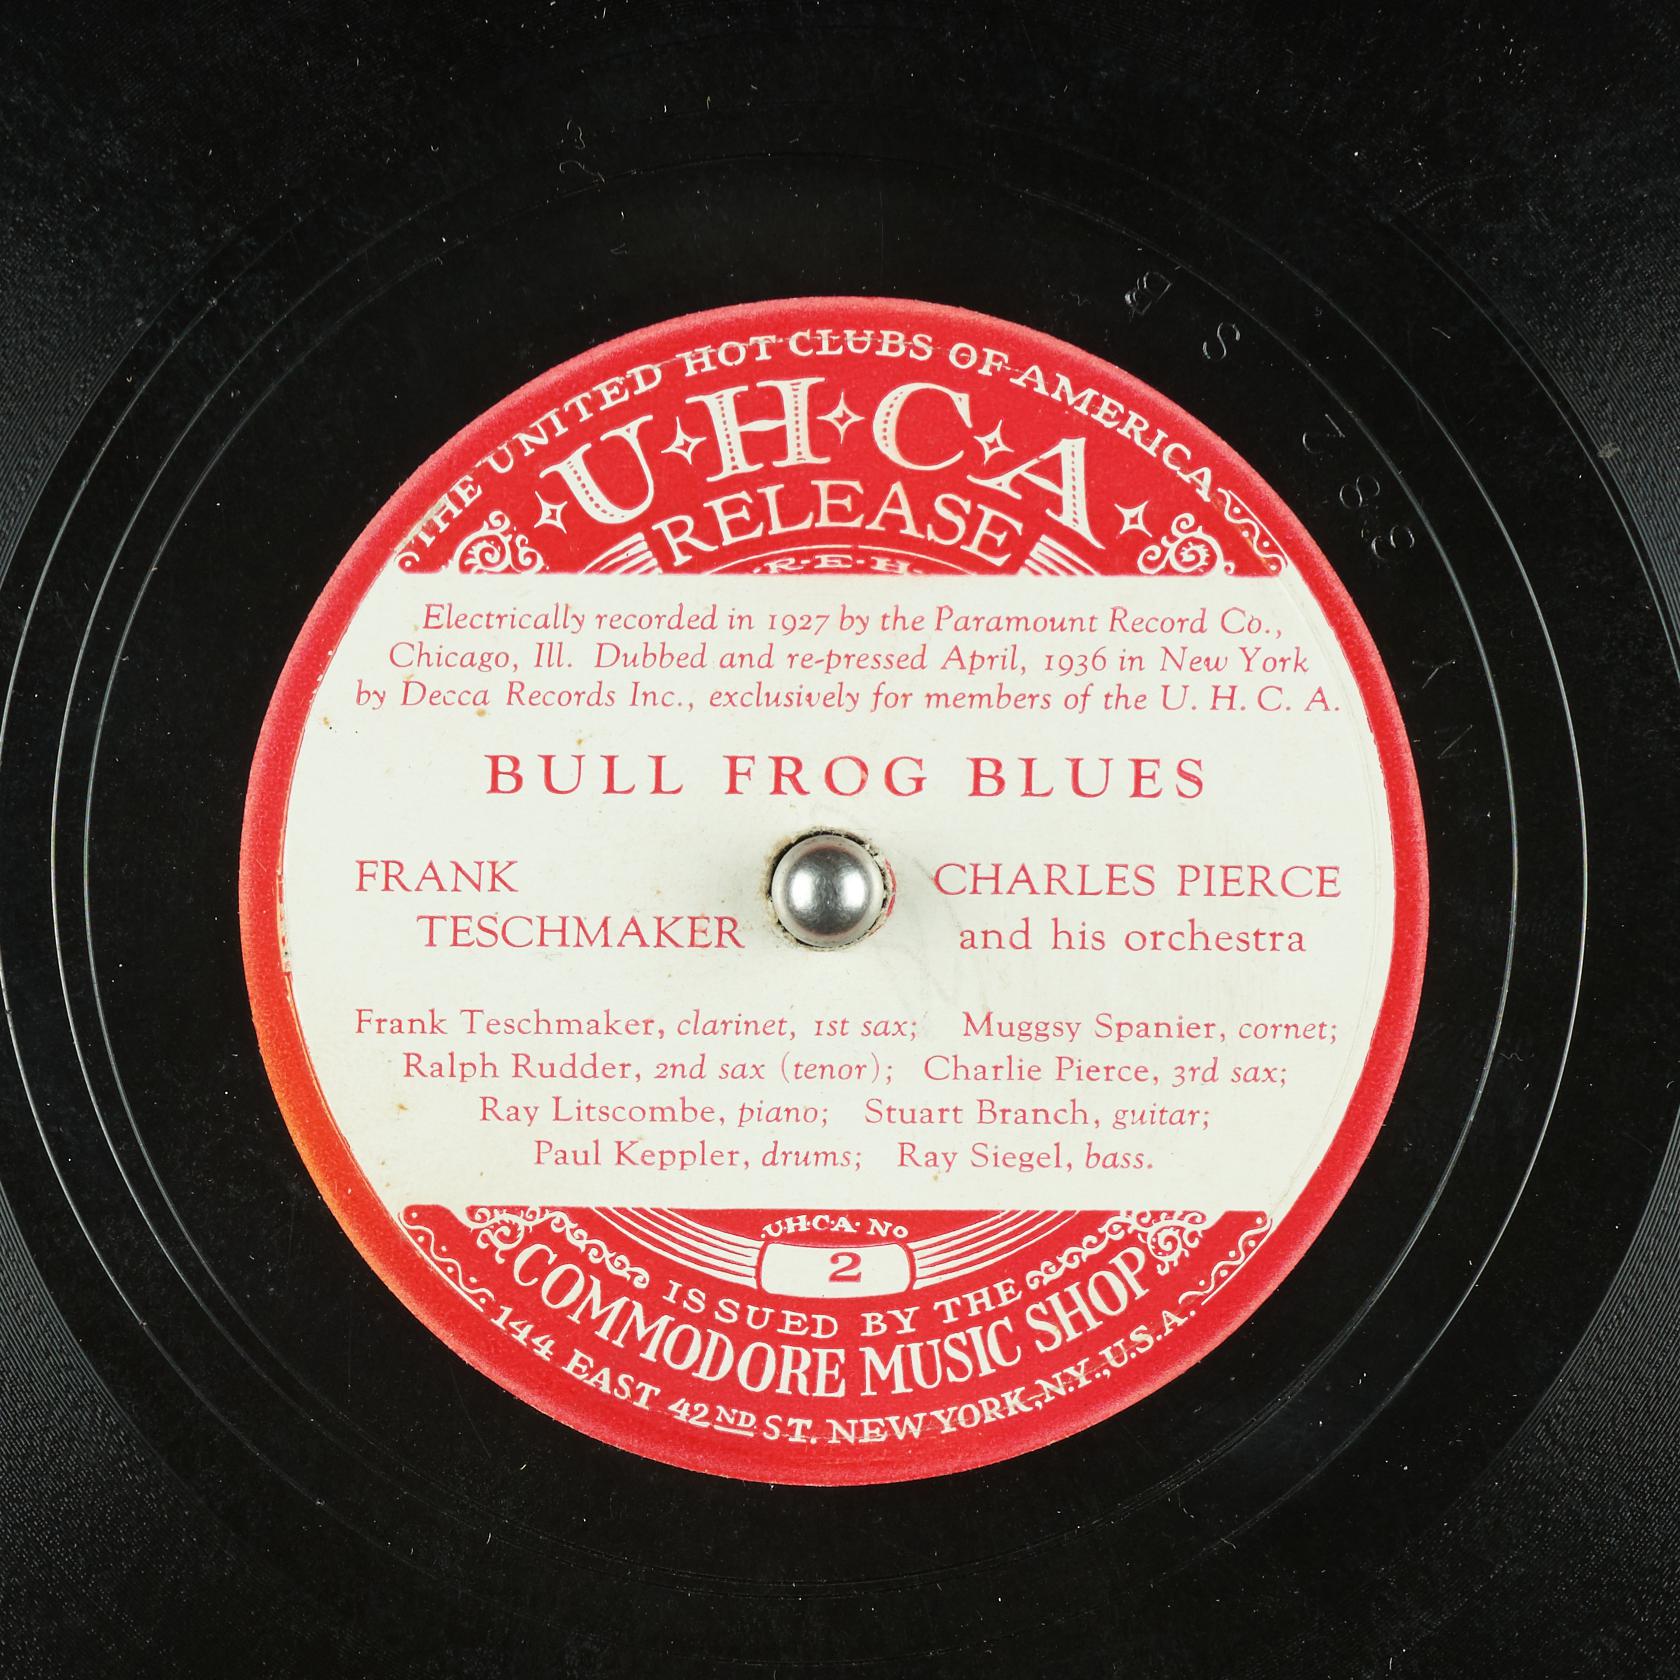 THE UNITED HOT CLUBS OF AMERICA
U·H·C·A
RELEASE
R·E·H
Electrically recorded in 1927 by the Paramount Record Co.,
Chicago, Ill. Dubbed and re-pressed April, 1936 in New York
by Decca Records Inc., exclusively for members of the U. H. C. A.
BULL FROG BLUES
FRANK
TESCHMAKER
CHARLES PIERCE
and his orchestra
Frank Teschmaker, clarinet, 1st sax; Muggsy Spanier, cornet;
Ralph Rudder, 2nd sax (tenor); Charlie Pierce, 3rd sax;
Ray Litscombe, piano; Stuart Branch, guitar;
Paul Keppler, drums; Ray Siegel, bass.
U·H·C·A· No
2
ISSUED BY THE
COMMODORE MUSIC SHOP
144 EAST 42ND ST. NEW YORK, N.Y., U.S.A.